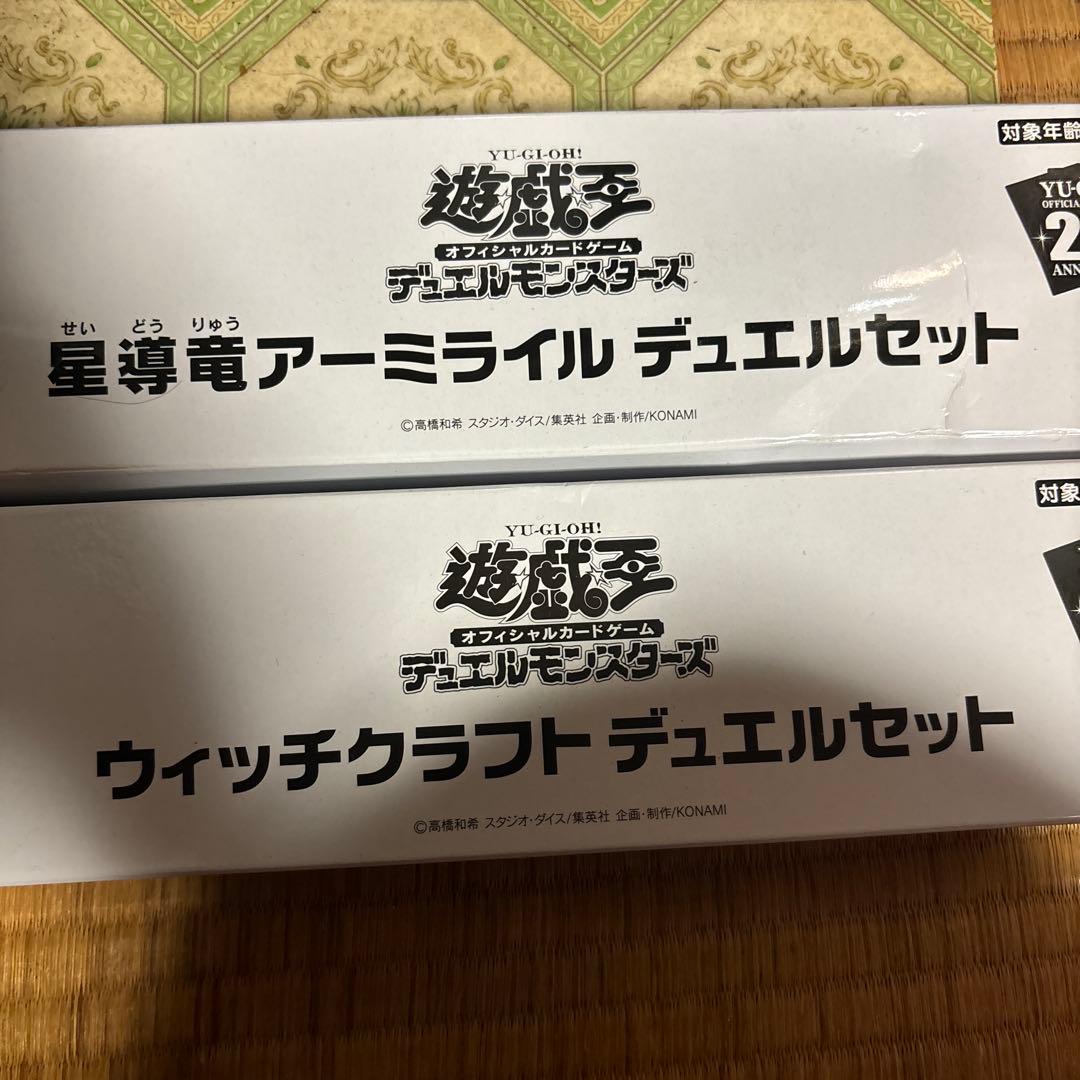 対象年齢
YU-GI-OH!
遊戯王
オフィシャルカードゲーム
デュエルモンスターズ
YU-
OFFICIAL
2
ANN
せい どう りゅう
星導竜アーミライル デュエルセット
©高橋和希 スタジオ・ダイス/集英社 企画・制作/KONAMI
対象
YU-GI-OH!
遊戯王
オフィシャルカードゲーム
デュエルモンスターズ
ウィッチクラフト デュエルセット
©高橋和希 スタジオ・ダイス/集英社 企画・制作/KONAMI